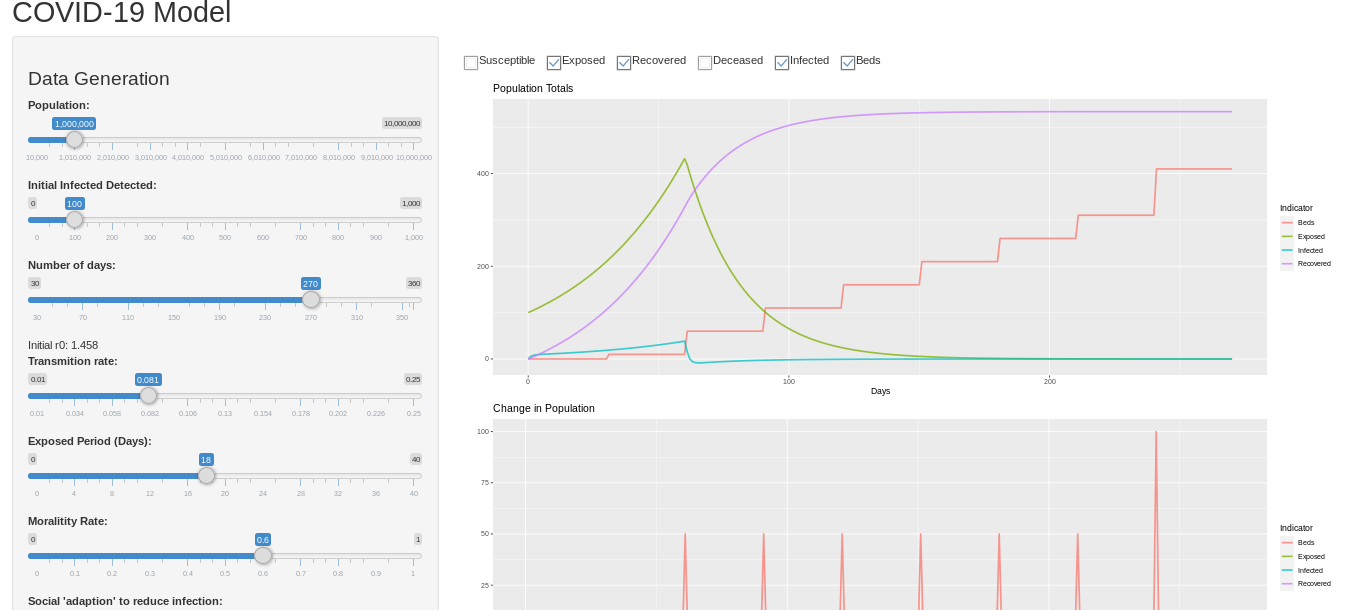 COVID-19 Model
Data Generation
Population:
1,000,000 10,000,000
10,000 1,010,000 2,010,000 3,010,000 4,010,000 5,010,000 6,010,000 7,010,000 8,010,000 9,010,000 10,000,000
Initial Infected Detected:
0 100 1,000
0 100 200 300 400 500 600 700 800 900 1,000
Number of days:
30 270 360
30 70 110 150 190 230 270 310 350
Initial r0: 1.458
Transmition rate:
0.01 0.081 0.25
0.01 0.034 0.058 0.082 0.106 0.13 0.154 0.178 0.202 0.226 0.25
Exposed Period (Days):
0 18 40
0 4 8 12 16 20 24 28 32 36 40
Moralitity Rate:
0 0.6 1
0 0.1 0.2 0.3 0.4 0.5 0.6 0.7 0.8 0.9 1
Social 'adaption' to reduce infection:
Susceptible Exposed Recovered Deceased Infected Beds
Population Totals
400
200
0
0 100 200
Days
Indicator
Beds
Exposed
Infected
Recovered
Change in Population
100
75
50
25
Indicator
Beds
Exposed
Infected
Recovered